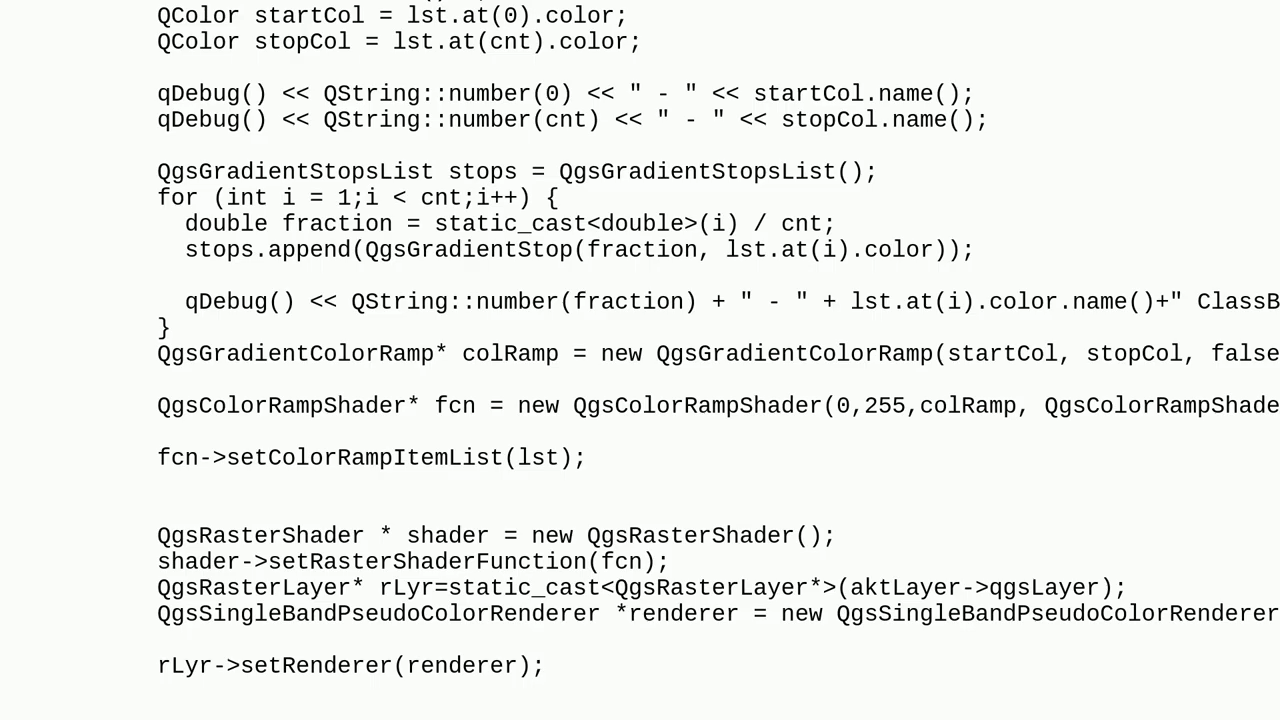 QColor startCol = lst.at(0).color;
QColor stopCol = lst.at(cnt).color;
qDebug() << QString::number(0) << " - " << startCol.name();
qDebug() << QString::number(cnt) << " - " << stopCol.name();
QgsGradientStopsList stops = QgsGradientStopsList();
for (int i = 1;i < cnt;i++) {
double fraction = static_cast<double>(i) / cnt;
stops.append(QgsGradientStop(fraction, lst.at(i).color));
qDebug() << QString::number(fraction) + " - " + lst.at(i).color.name()+" ClassB
}
QgsGradientColorRamp* colRamp = new QgsGradientColorRamp(startCol, stopCol, false
QgsColorRampShader* fcn = new QgsColorRampShader(0,255,colRamp, QgsColorRampShade
fcn->setColorRampItemList(lst);
QgsRasterShader * shader = new QgsRasterShader();
shader->setRasterShaderFunction(fcn);
QgsRasterLayer* rLyr=static_cast<QgsRasterLayer*>(aktLayer->qgsLayer);
QgsSingleBandPseudoColorRenderer *renderer = new QgsSingleBandPseudoColorRenderer
rLyr->setRenderer(renderer);